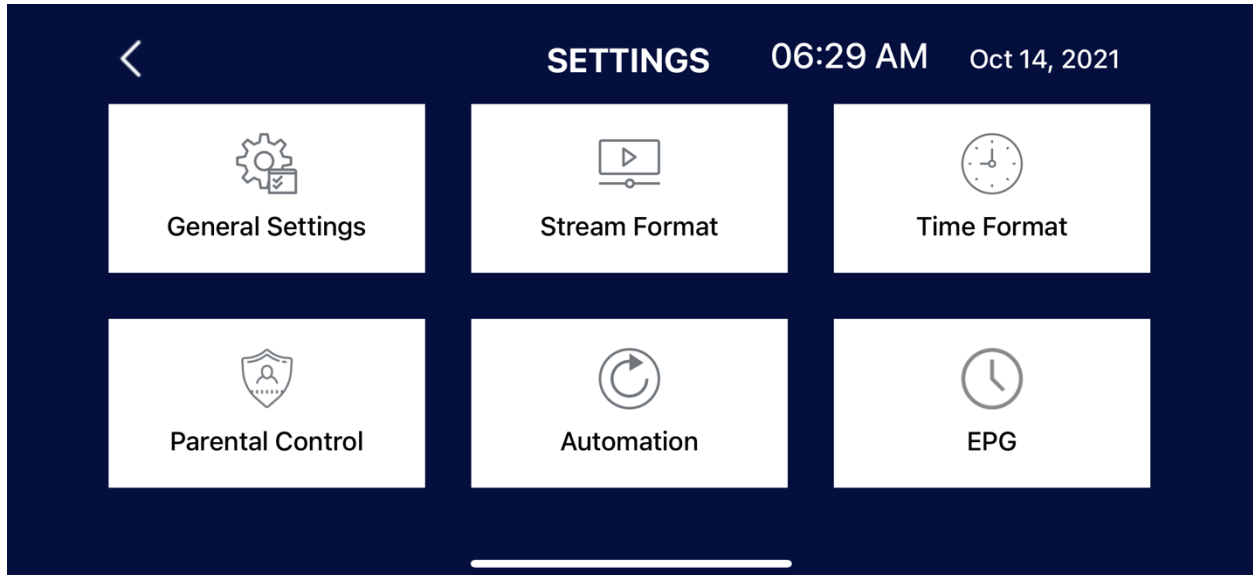 SETTINGS 06:29 AM Oct 14, 2021
General Settings
Stream Format
Time Format
Parental Control
Automation
EPG